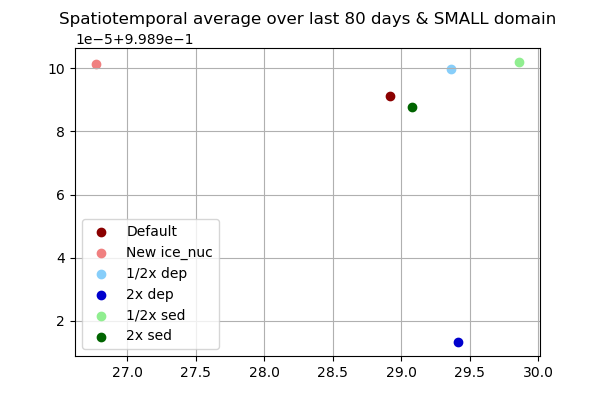 Spatiotemporal average over last 80 days & SMALL domain
1e−5+9.989e−1
10
8
6
4
2
Default
New ice_nuc
1/2x dep
2x dep
1/2x sed
2x sed
27.0 27.5 28.0 28.5 29.0 29.5 30.0